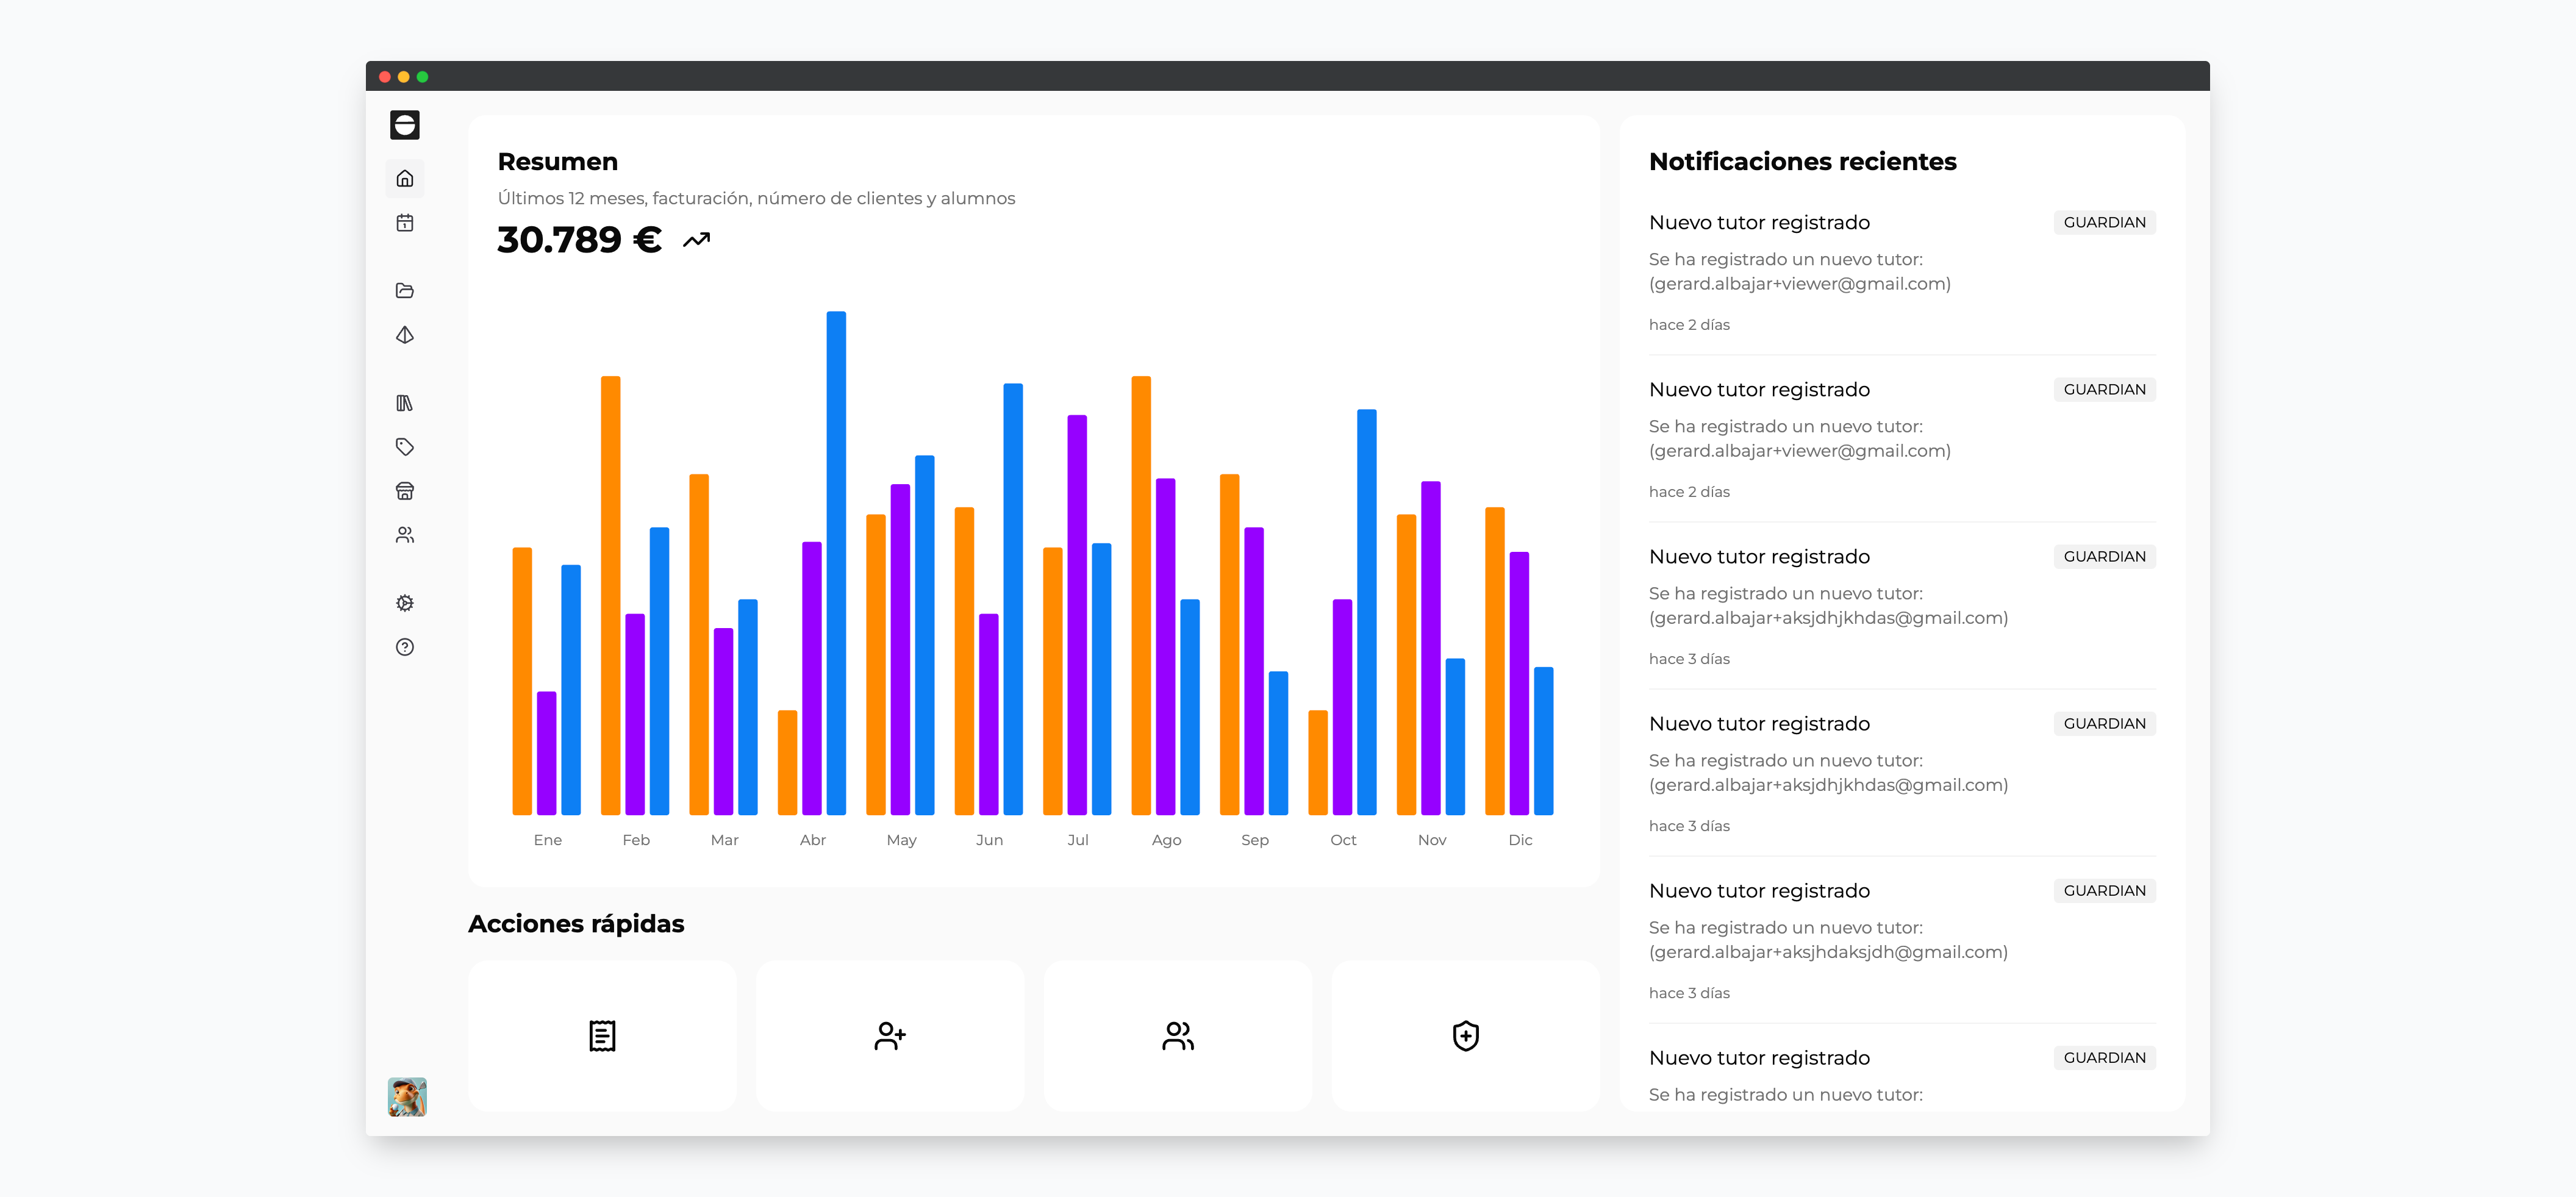 Resumen
Últimos 12 meses, facturación, número de clientes y alumnos
30.789 €
Ene Feb Mar Abr May Jun Jul Ago Sep Oct Nov Dic
Acciones rápidas
Notificaciones recientes
Nuevo tutor registrado GUARDIAN
Se ha registrado un nuevo tutor:
(gerard.albajar+viewer@gmail.com)
hace 2 días
Nuevo tutor registrado GUARDIAN
Se ha registrado un nuevo tutor:
(gerard.albajar+viewer@gmail.com)
hace 2 días
Nuevo tutor registrado GUARDIAN
Se ha registrado un nuevo tutor:
(gerard.albajar+aksjdhjkhdas@gmail.com)
hace 3 días
Nuevo tutor registrado GUARDIAN
Se ha registrado un nuevo tutor:
(gerard.albajar+aksjdhjkhdas@gmail.com)
hace 3 días
Nuevo tutor registrado GUARDIAN
Se ha registrado un nuevo tutor:
(gerard.albajar+aksjhdaksjdh@gmail.com)
hace 3 días
Nuevo tutor registrado GUARDIAN
Se ha registrado un nuevo tutor: